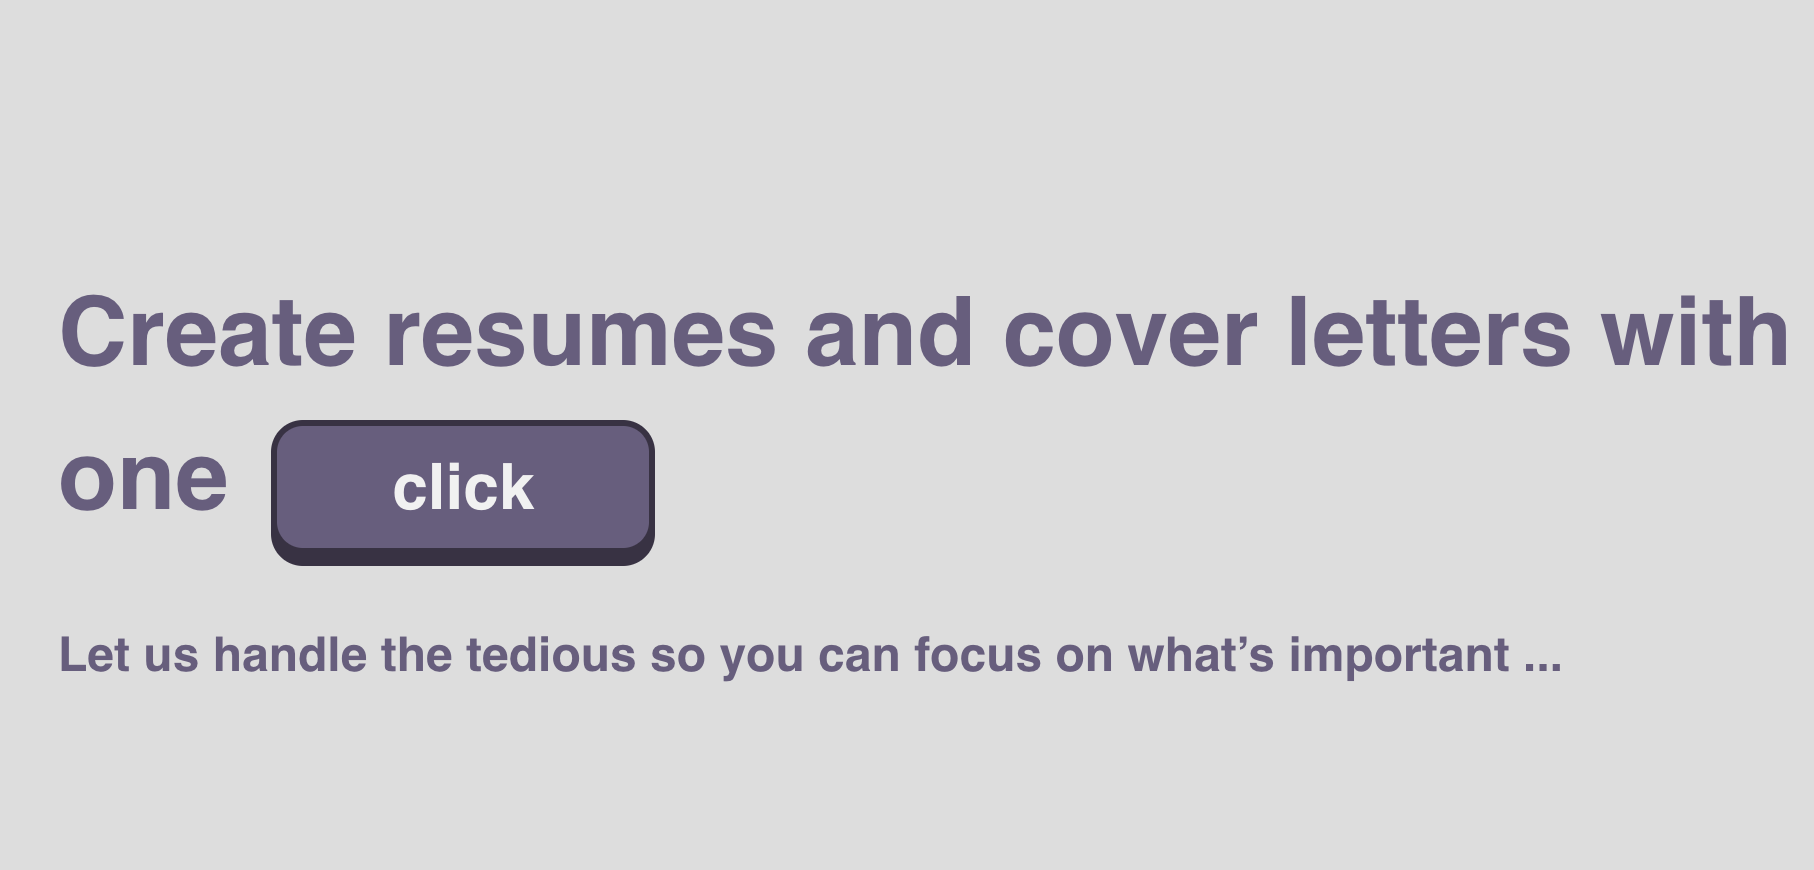 Create resumes and cover letters with
one click
Let us handle the tedious so you can focus on what’s important ...